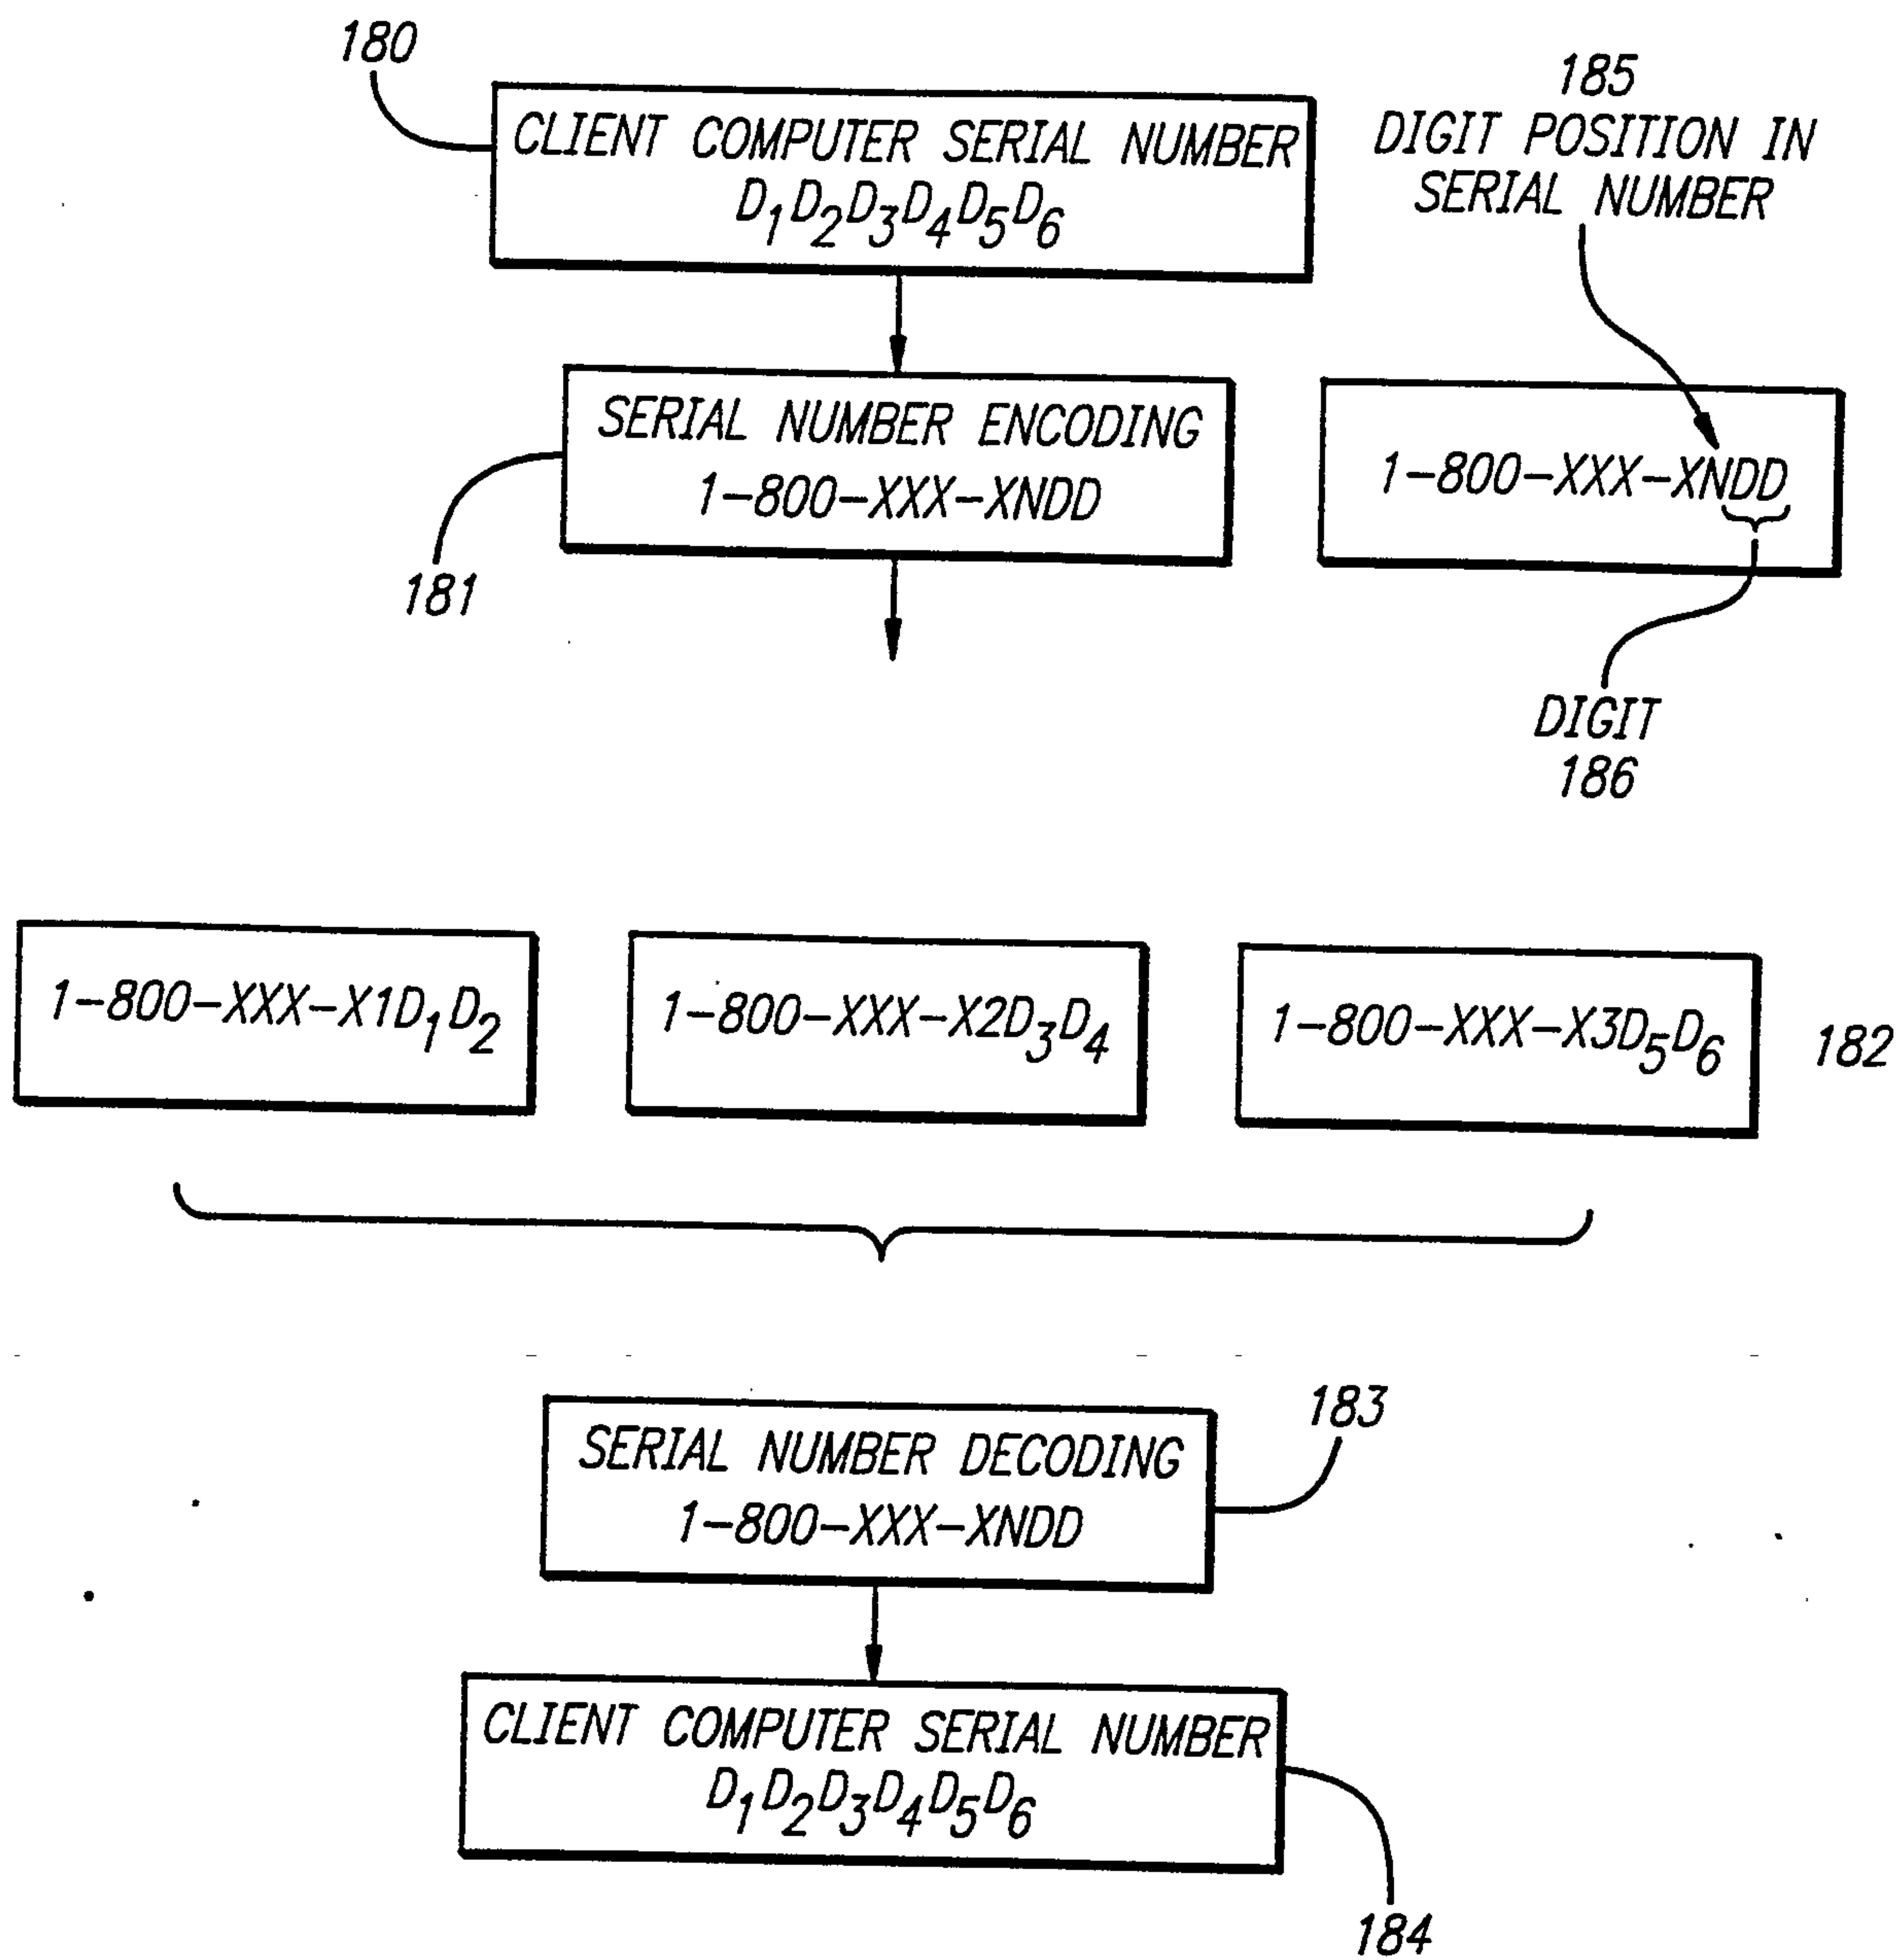 180
CLIENT COMPUTER SERIAL NUMBER
D₁D₂D₃D₄D₅D₆
185
DIGIT POSITION IN
SERIAL NUMBER
SERIAL NUMBER ENCODING
1-800-XXX-XNDD
181
1-800-XXX-XNDD
DIGIT
186
1-800-XXX-X1D₁D₂
1-800-XXX-X2D₃D₄
1-800-XXX-X3D₅D₆
182
SERIAL NUMBER DECODING
1-800-XXX-XNDD
183
CLIENT COMPUTER SERIAL NUMBER
D₁D₂D₃D₄D₅D₆
184